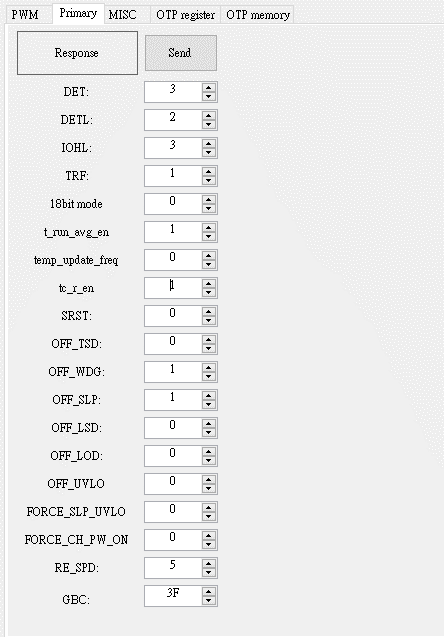 PWM Primary MISC OTP register OTP memory
Response Send
DET: 3
DETL: 2
IOHL: 3
TRF: 1
18bit mode 0
t_run_avg_en 1
temp_update_freq 0
tc_r_en 1
SRST: 0
OFF_TSD: 0
OFF_WDG: 1
OFF_SLP: 1
OFF_LSD: 0
OFF_LOD: 0
OFF_UVLO 0
FORCE_SLP_UVLO 0
FORCE_CH_PW_ON 0
RE_SPD: 5
GBC: 3F